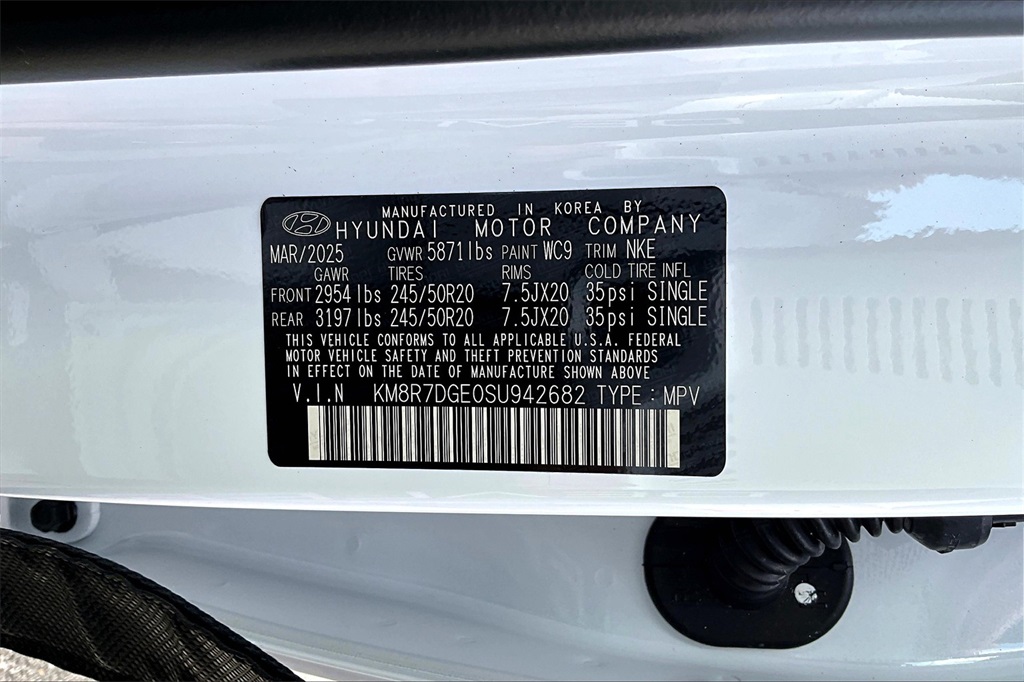 MANUFACTURED IN KOREA BY
HYUNDAI MOTOR COMPANY
MAR/2025 GVWR 5871lbs PAINT WC9 TRIM NKE
GAWR TIRES RIMS COLD TIRE INFL
FRONT 2954lbs 245/50R20 7.5JX20 35psi SINGLE
REAR 3197lbs 245/50R20 7.5JX20 35psi SINGLE
THIS VEHICLE CONFORMS TO ALL APPLICABLE U.S.A. FEDERAL
MOTOR VEHICLE SAFETY AND THEFT PREVENTION STANDARDS
IN EFFECT ON THE DATE OF MANUFACTURE SHOWN ABOVE
V.I.N KM8R7DGE0SU942682 TYPE : MPV